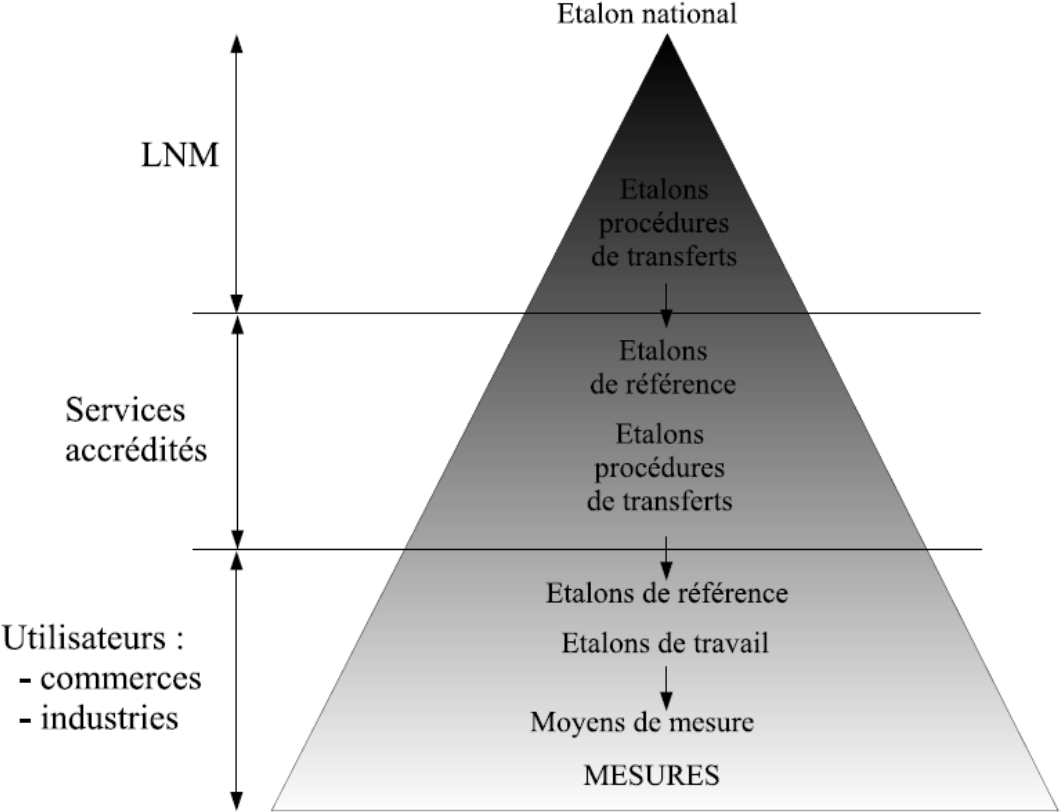 Etalon national
LNM
Etalons
procédures
de transferts
Etalons
de référence
Services
accrédités
Etalons
procédures
de transferts
Etalons de référence
Utilisateurs :
- commerces
- industries
Etalons de travail
Moyens de mesure
MESURES